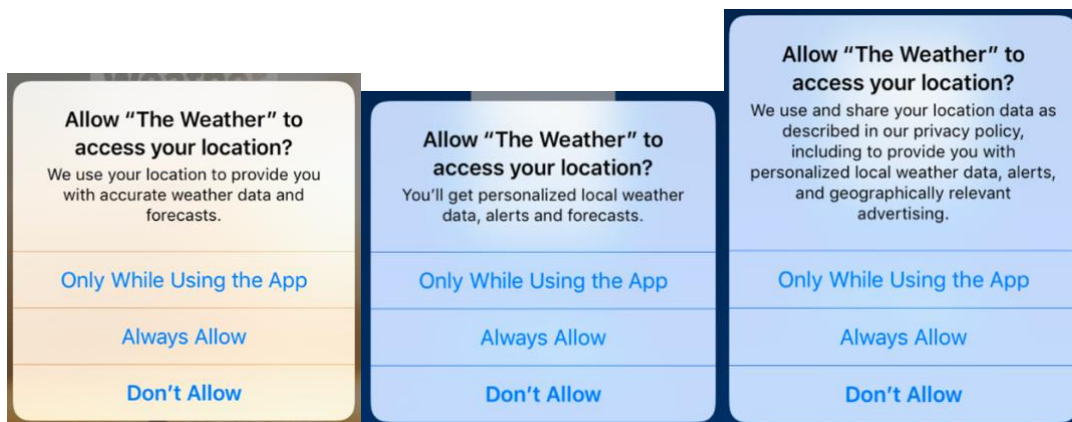 Allow “The Weather” to
access your location?
We use your location to provide you
with accurate weather data and
forecasts.
Only While Using the App
Always Allow
Don’t Allow
Allow “The Weather” to
access your location?
You’ll get personalized local weather
data, alerts and forecasts.
Only While Using the App
Always Allow
Don’t Allow
Allow “The Weather” to
access your location?
We use and share your location data as
described in our privacy policy,
including to provide you with
personalized local weather data, alerts,
and geographically relevant
advertising.
Only While Using the App
Always Allow
Don’t Allow